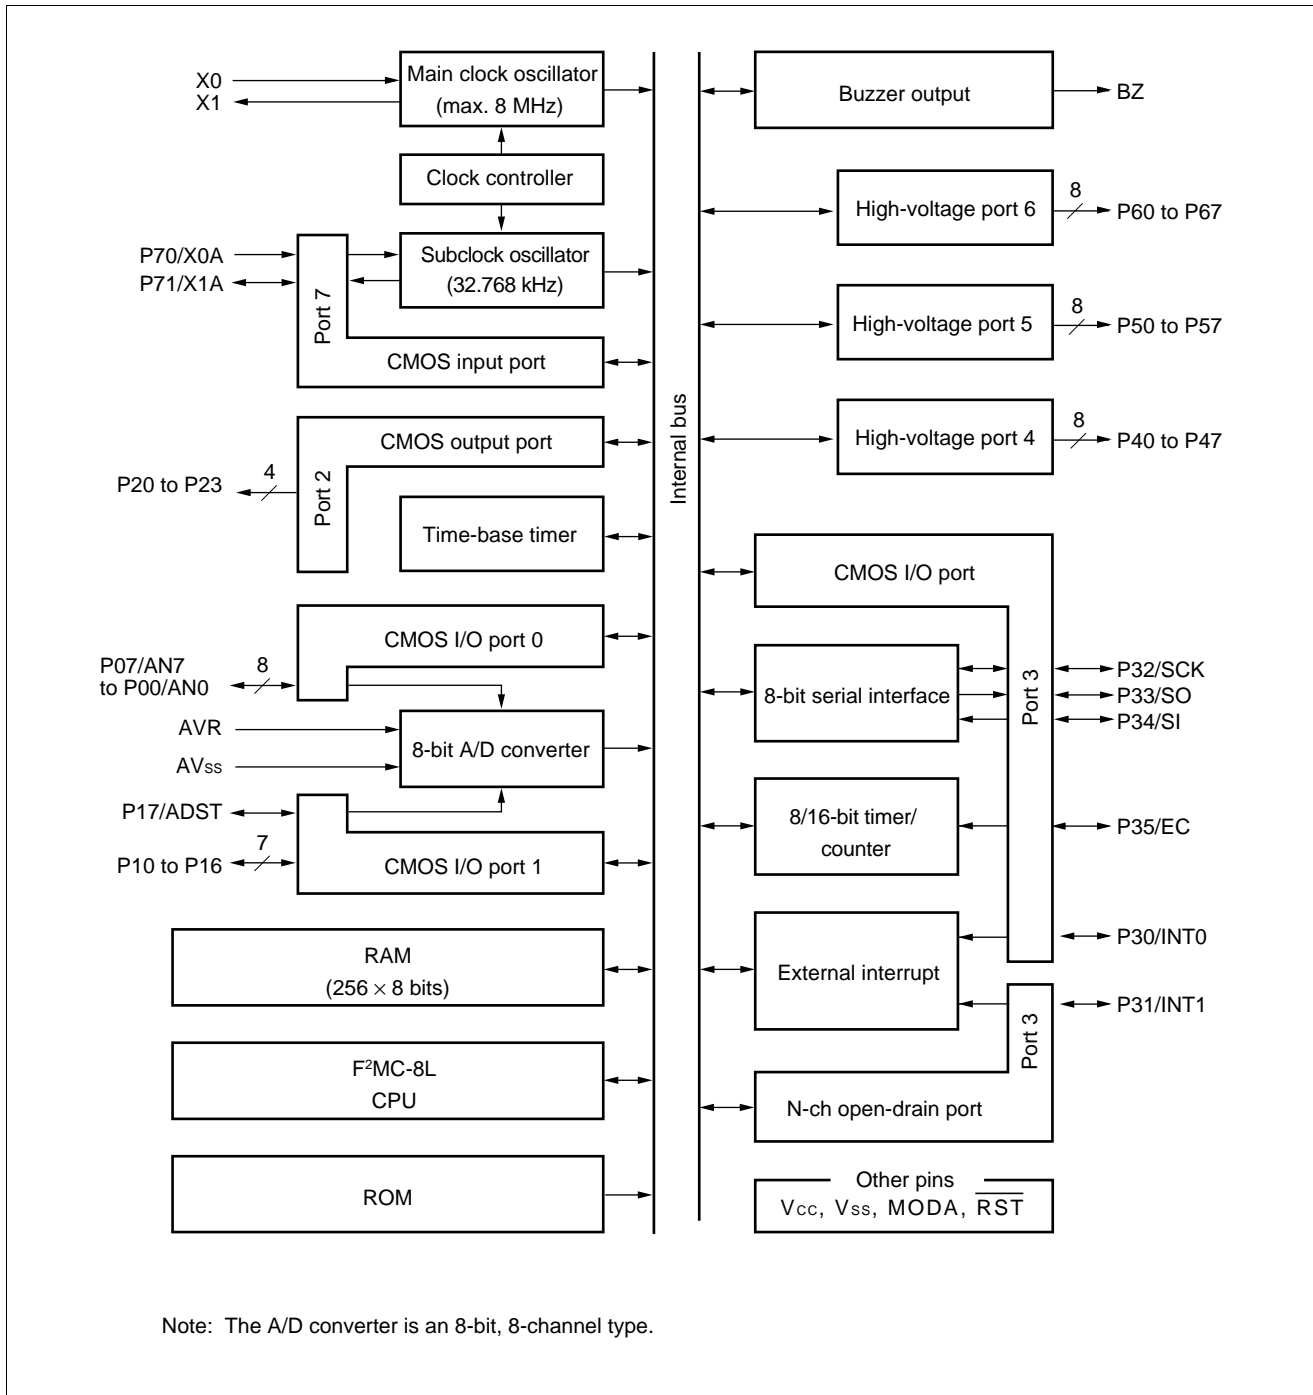 X0
X1
Main clock oscillator
(max. 8 MHz)
Clock controller
P70/X0A
P71/X1A
Port 7
Subclock oscillator
(32.768 kHz)
CMOS input port
CMOS output port
P20 to P23
4
Port 2
Time-base timer
CMOS I/O port 0
P07/AN7
to P00/AN0
8
AVR
AVss
8-bit A/D converter
P17/ADST
P10 to P16
7
CMOS I/O port 1
RAM
(256 × 8 bits)
F²MC-8L
CPU
ROM
Internal bus
Buzzer output
BZ
High-voltage port 6
8
P60 to P67
High-voltage port 5
8
P50 to P57
High-voltage port 4
8
P40 to P47
CMOS I/O port
Port 3
8-bit serial interface
P32/SCK
P33/SO
P34/SI
8/16-bit timer/
counter
P35/EC
External interrupt
P30/INT0
P31/INT1
Port 3
N-ch open-drain port
Other pins
Vcc, Vss, MODA, R̅S̅T̅
Note: The A/D converter is an 8-bit, 8-channel type.